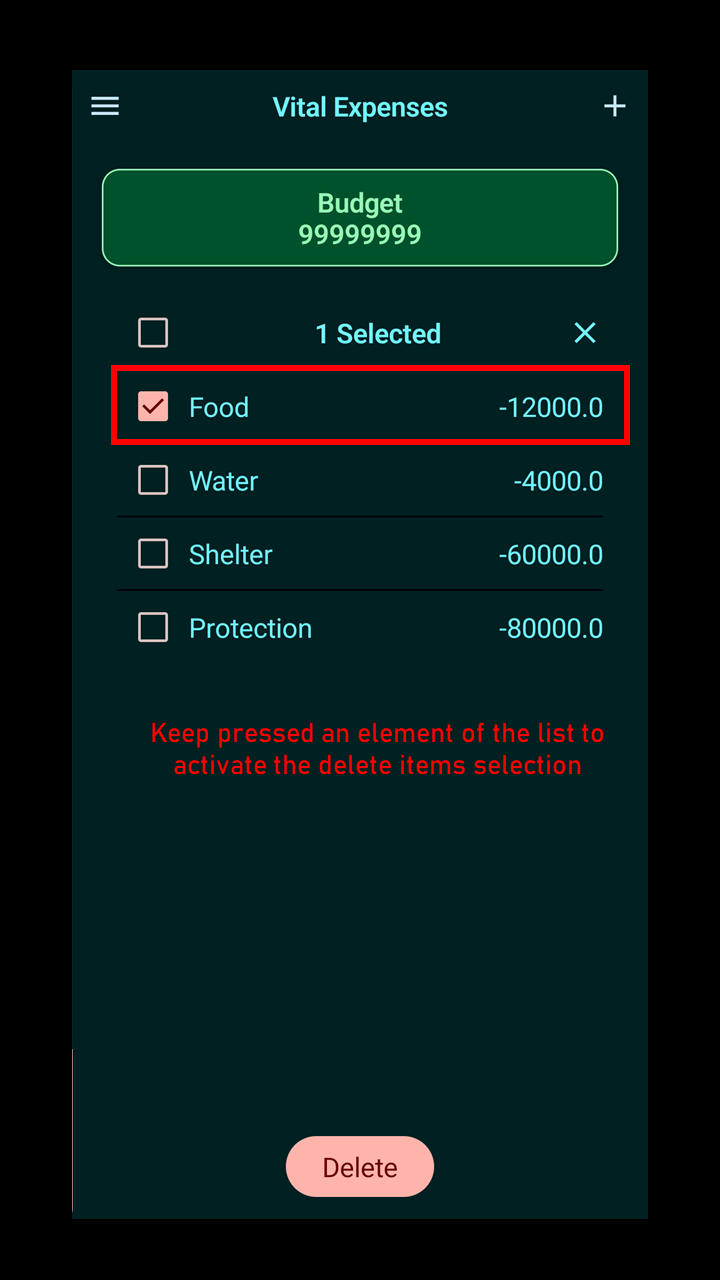 Vital Expenses
Budget
99999999
1 Selected
Food -12000.0
Water -4000.0
Shelter -60000.0
Protection -80000.0
Keep pressed an element of the list to
activate the delete items selection
Delete